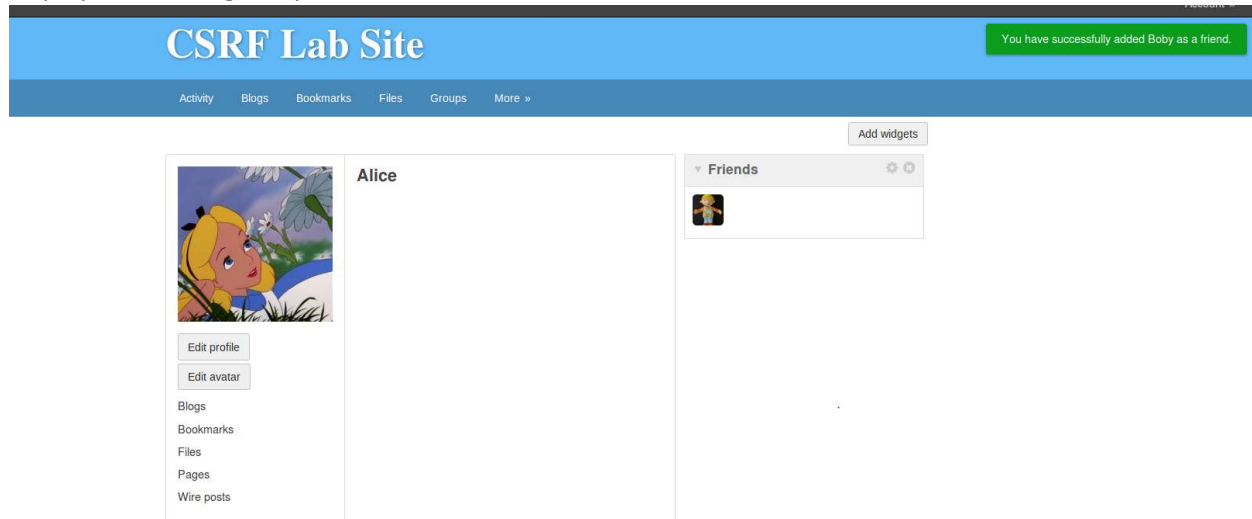 Account »
CSRF Lab Site
You have successfully added Boby as a friend.
Activity Blogs Bookmarks Files Groups More »
Add widgets
Alice
Friends
Edit profile
Edit avatar
Blogs
Bookmarks
Files
Pages
Wire posts